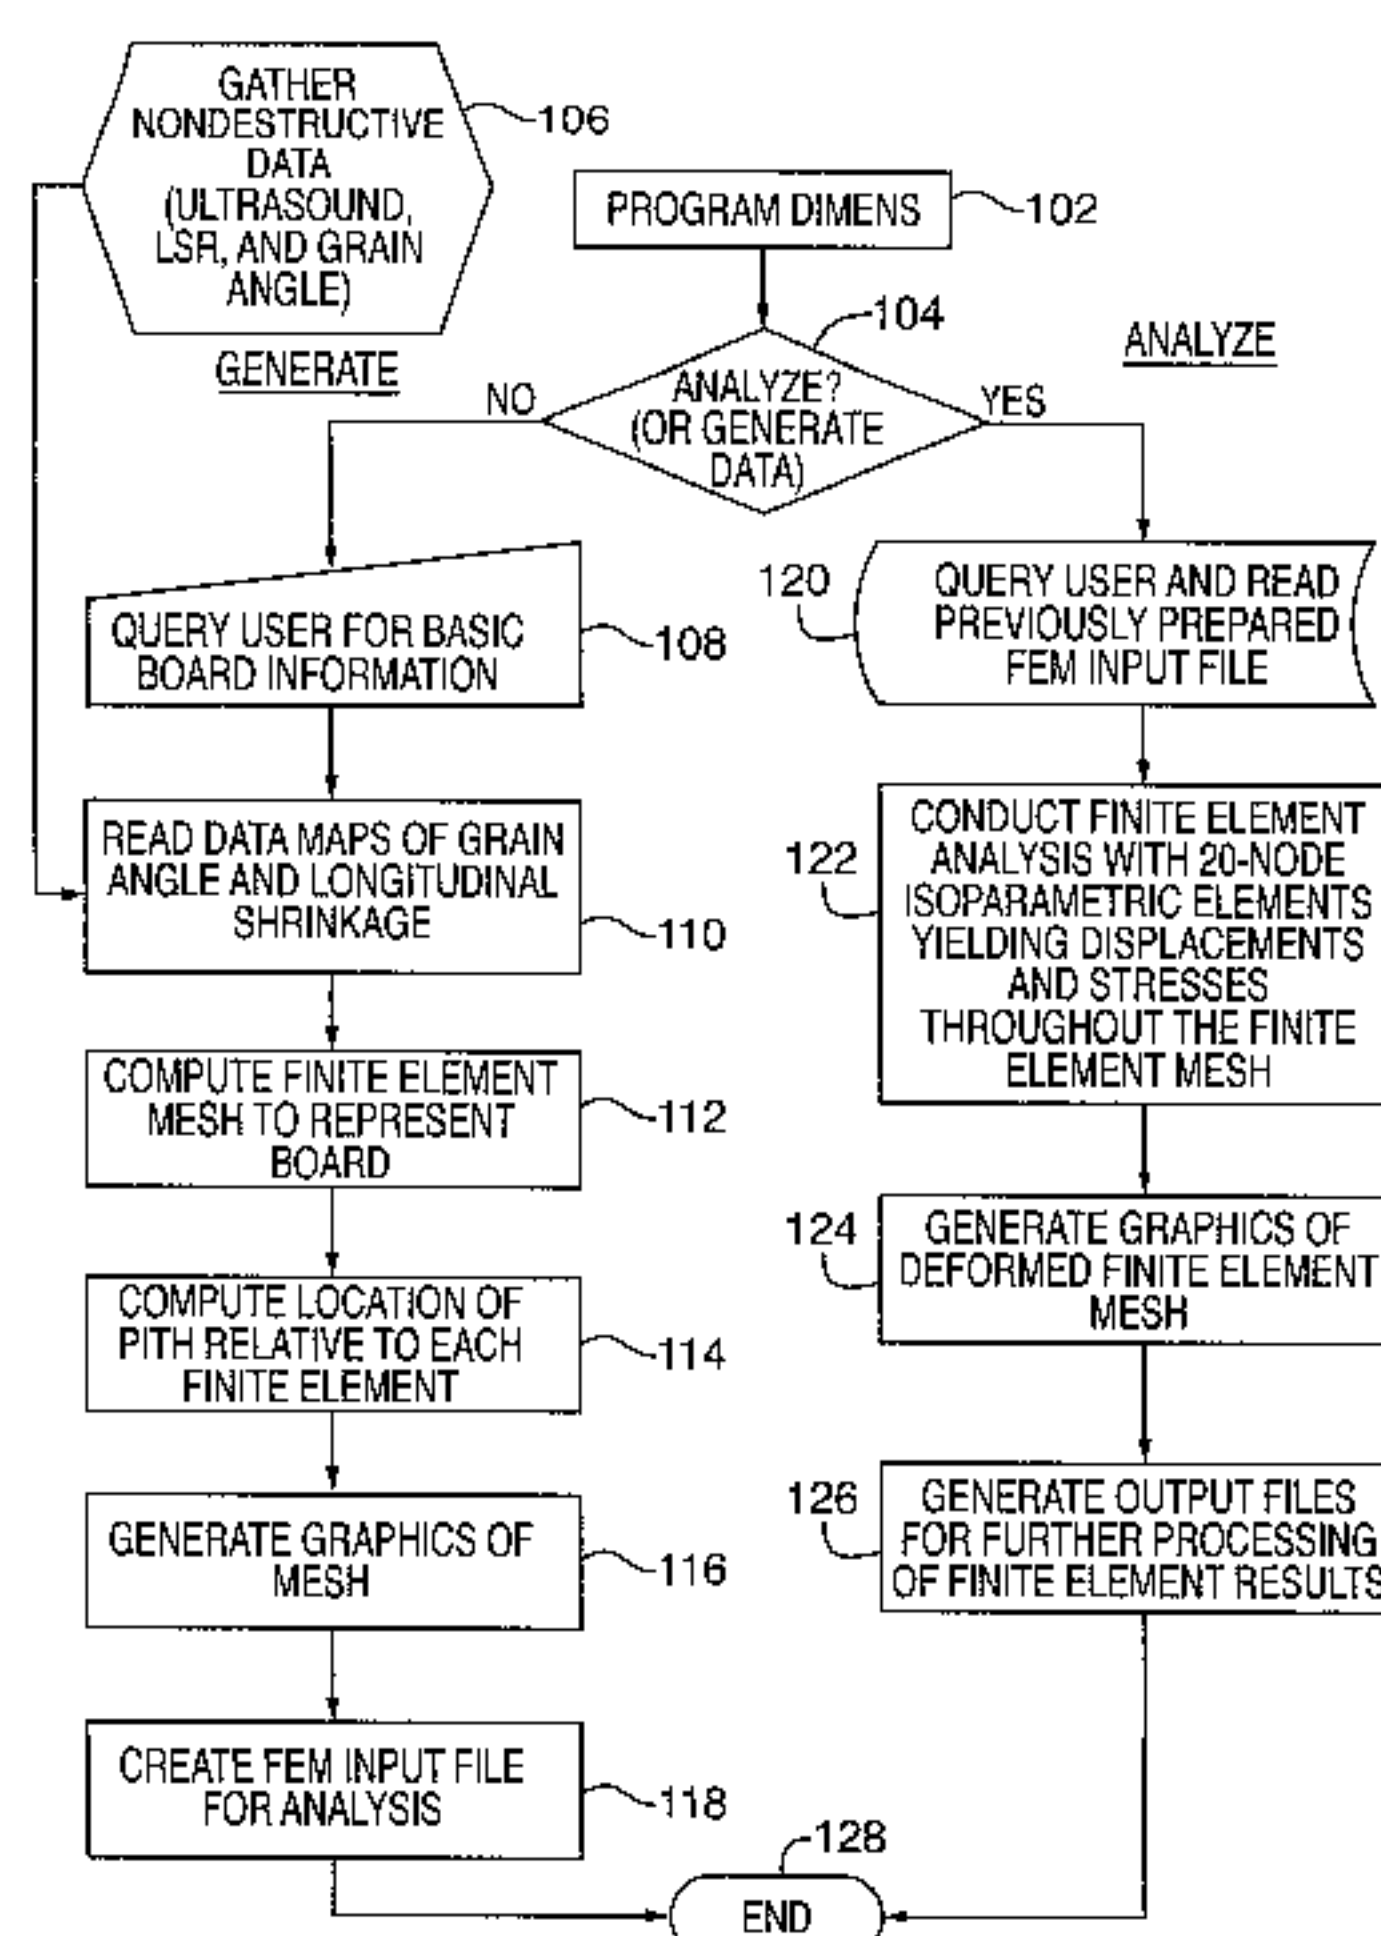 GATHER
NONDESTRUCTIVE
DATA
(ULTRASOUND,
LSR, AND GRAIN
ANGLE)
106
PROGRAM DIMENS
102
104
GENERATE
ANALYZE
NO
ANALYZE?
(OR GENERATE
DATA)
YES
QUERY USER FOR BASIC
BOARD INFORMATION
108
120
QUERY USER AND READ
PREVIOUSLY PREPARED
FEM INPUT FILE
READ DATA MAPS OF GRAIN
ANGLE AND LONGITUDINAL
SHRINKAGE
110
122
CONDUCT FINITE ELEMENT
ANALYSIS WITH 20-NODE
ISOPARAMETRIC ELEMENTS
YIELDING DISPLACEMENTS
AND STRESSES
THROUGHOUT THE FINITE
ELEMENT MESH
COMPUTE FINITE ELEMENT
MESH TO REPRESENT
BOARD
112
124
GENERATE GRAPHICS OF
DEFORMED FINITE ELEMENT
MESH
COMPUTE LOCATION OF
PITH RELATIVE TO EACH
FINITE ELEMENT
114
126
GENERATE OUTPUT FILES
FOR FURTHER PROCESSING
OF FINITE ELEMENT RESULTS
GENERATE GRAPHICS OF
MESH
116
CREATE FEM INPUT FILE
FOR ANALYSIS
118
128
END